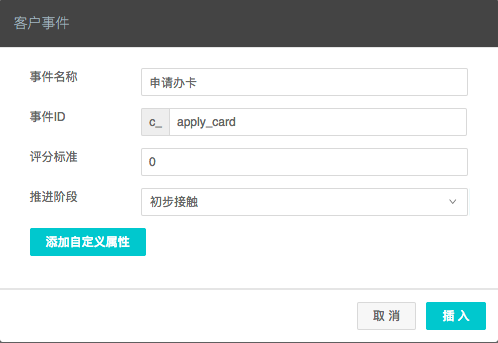 客户事件
事件名称 申请办卡
事件ID c_ apply_card
评分标准 0
推进阶段 初步接触
添加自定义属性
取 消 插 入